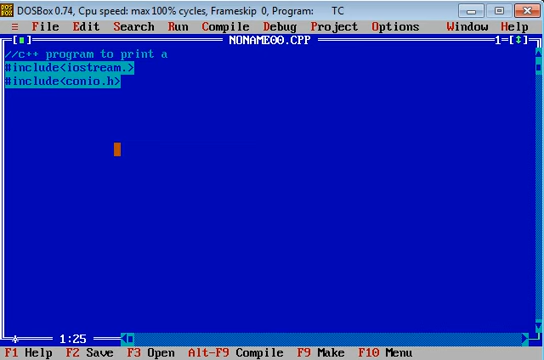 DOSBox 0.74, Cpu speed: max 100% cycles, Frameskip 0, Program: TC
≡ File Edit Search Run Compile Debug Project Options Window Help
[■] NONAME00.CPP 1=[↕]
//c++ program to print a
#include<iostream.>
#include<conio.h>
* 1:25
F1 Help F2 Save F3 Open Alt-F9 Compile F9 Make F10 Menu